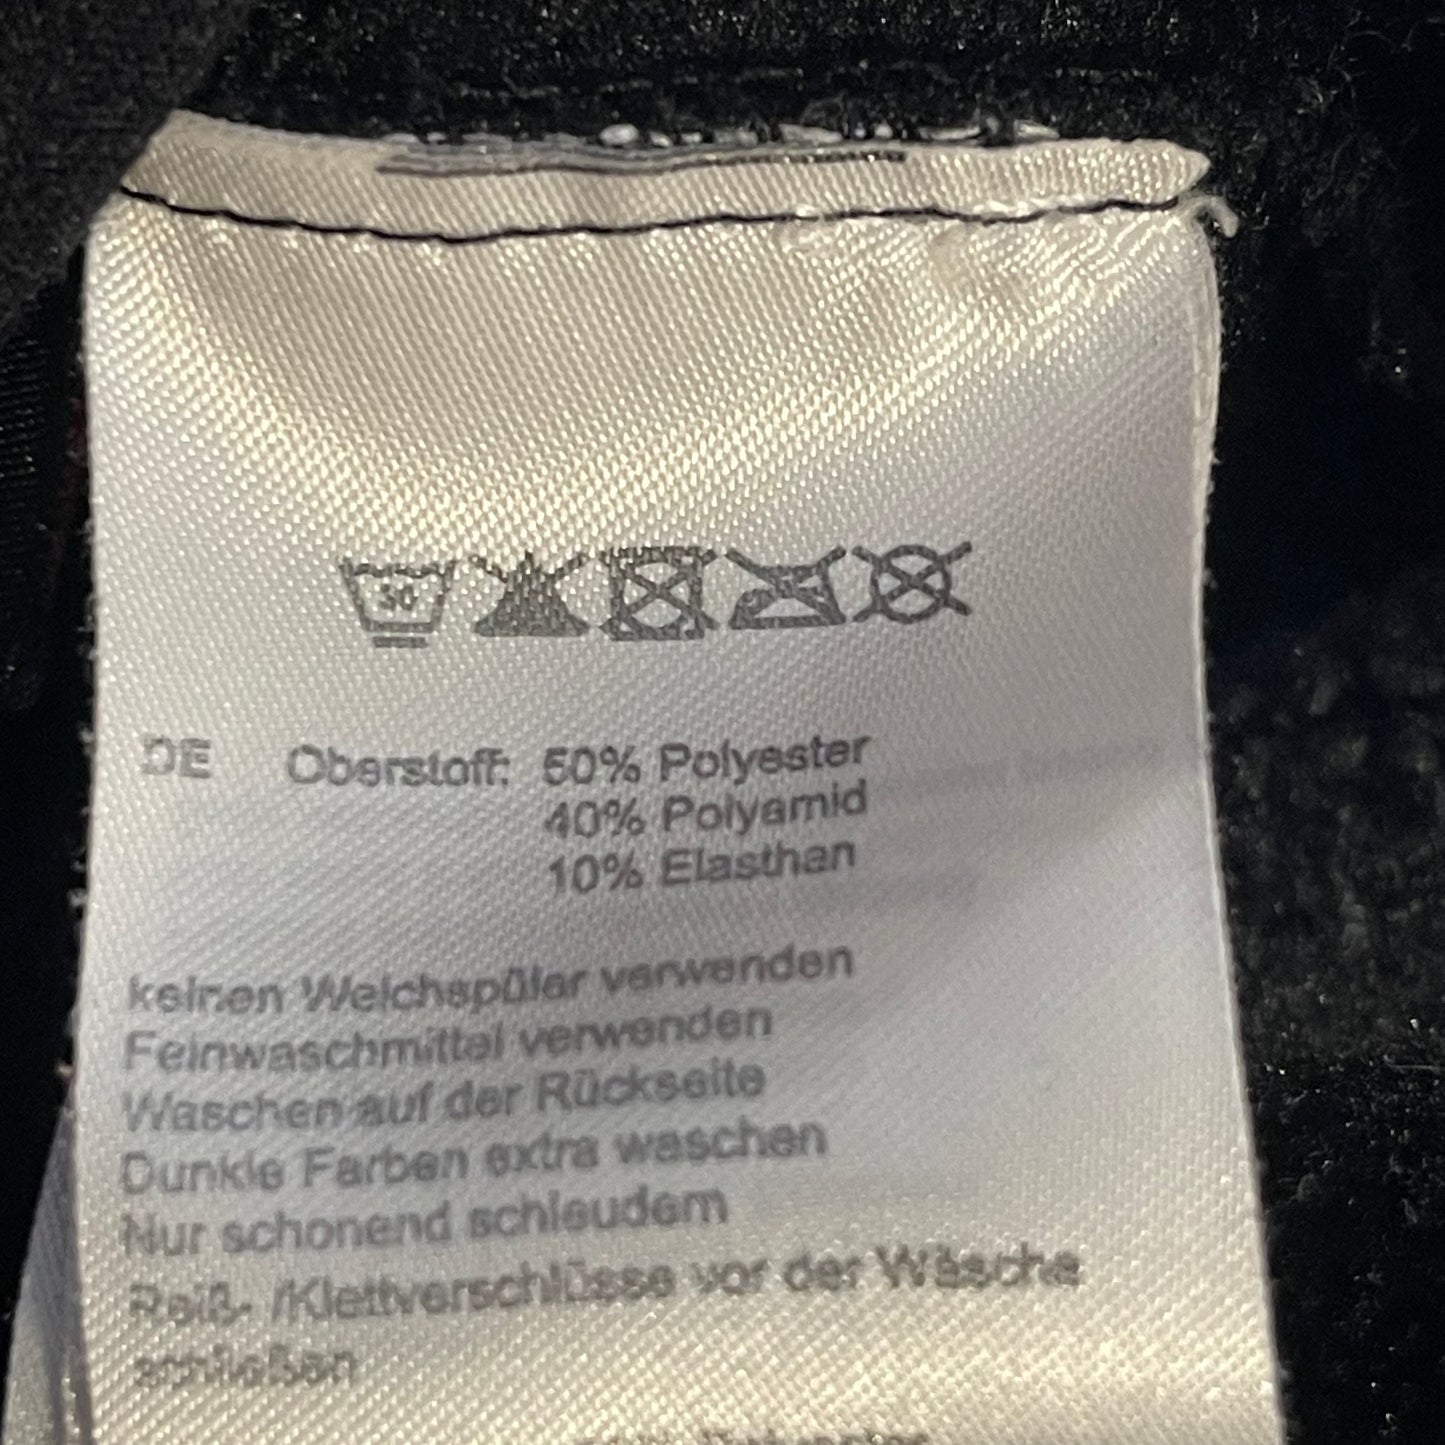 30
DE Oberstoff: 50% Polyester
40% Polyamid
10% Elasthan
keinen Weichspüler verwenden
Feinwaschmittel verwenden
Waschen auf der Rückseite
Dunkle Farben extra waschen
Nur schonend schleudern
Reiß- /Klettverschlüsse vor der Wäsche
schließen